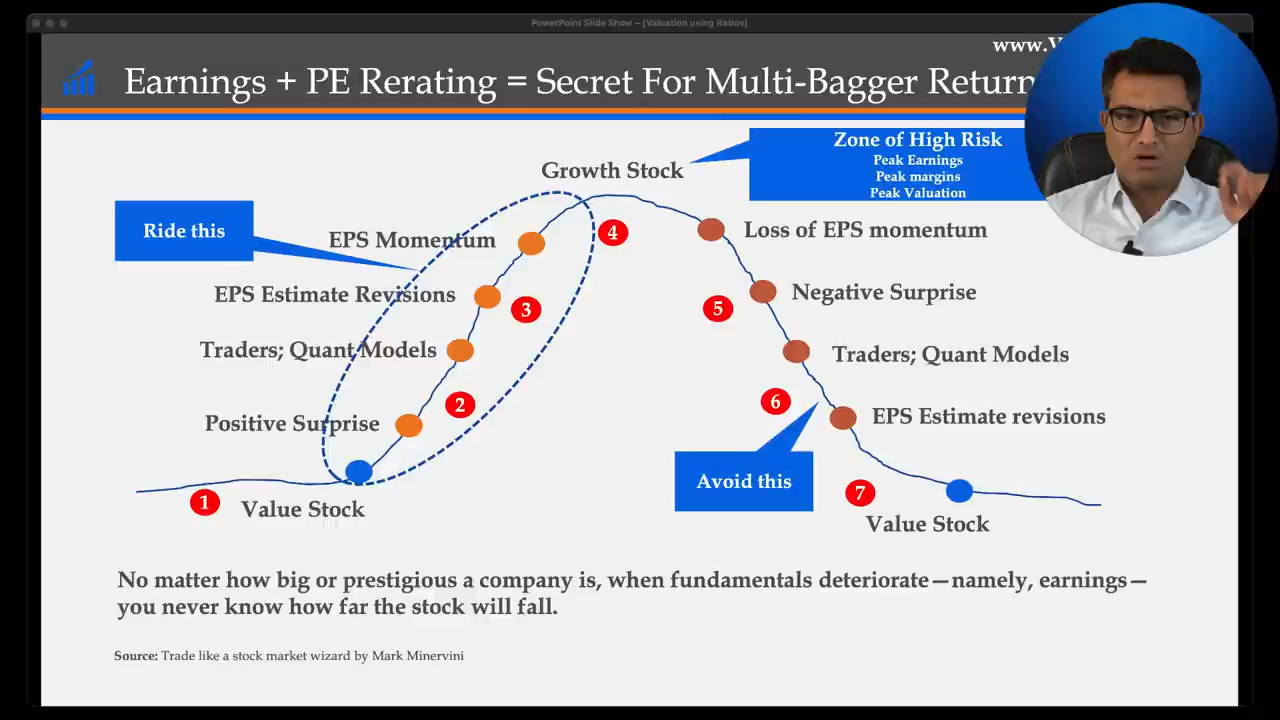 PowerPoint Slide Show – [Valuation using Ratios]
www.V
Earnings + PE Rerating = Secret For Multi-Bagger Return
Zone of High Risk
Peak Earnings
Peak margins
Peak Valuation
Growth Stock
Ride this
EPS Momentum
4
Loss of EPS momentum
EPS Estimate Revisions
3
5
Negative Surprise
Traders; Quant Models
Traders; Quant Models
2
6
Positive Surprise
EPS Estimate revisions
Avoid this
1
Value Stock
7
Value Stock
No matter how big or prestigious a company is, when fundamentals deteriorate—namely, earnings—
you never know how far the stock will fall.
Source: Trade like a stock market wizard by Mark Minervini